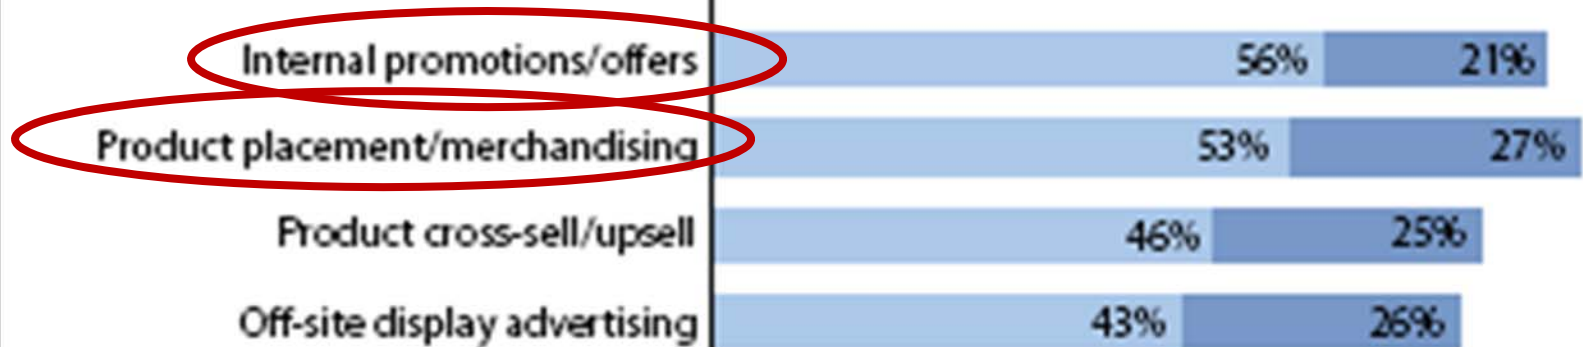 Internal promotions/offers 56% 21%
Product placement/merchandising 53% 27%
Product cross-sell/upsell 46% 25%
Off-site display advertising 43% 26%